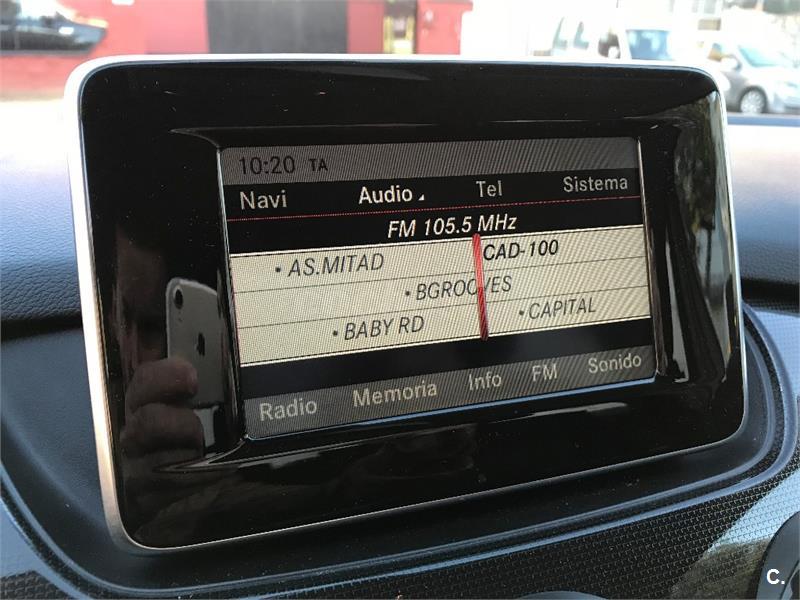 10:20 TA
Navi Audio Tel Sistema
FM 105.5 MHz
• AS.MITAD CAD-100
• BGROOVES
• BABY RD • CAPITAL
Radio Memoria Info FM Sonido
C.